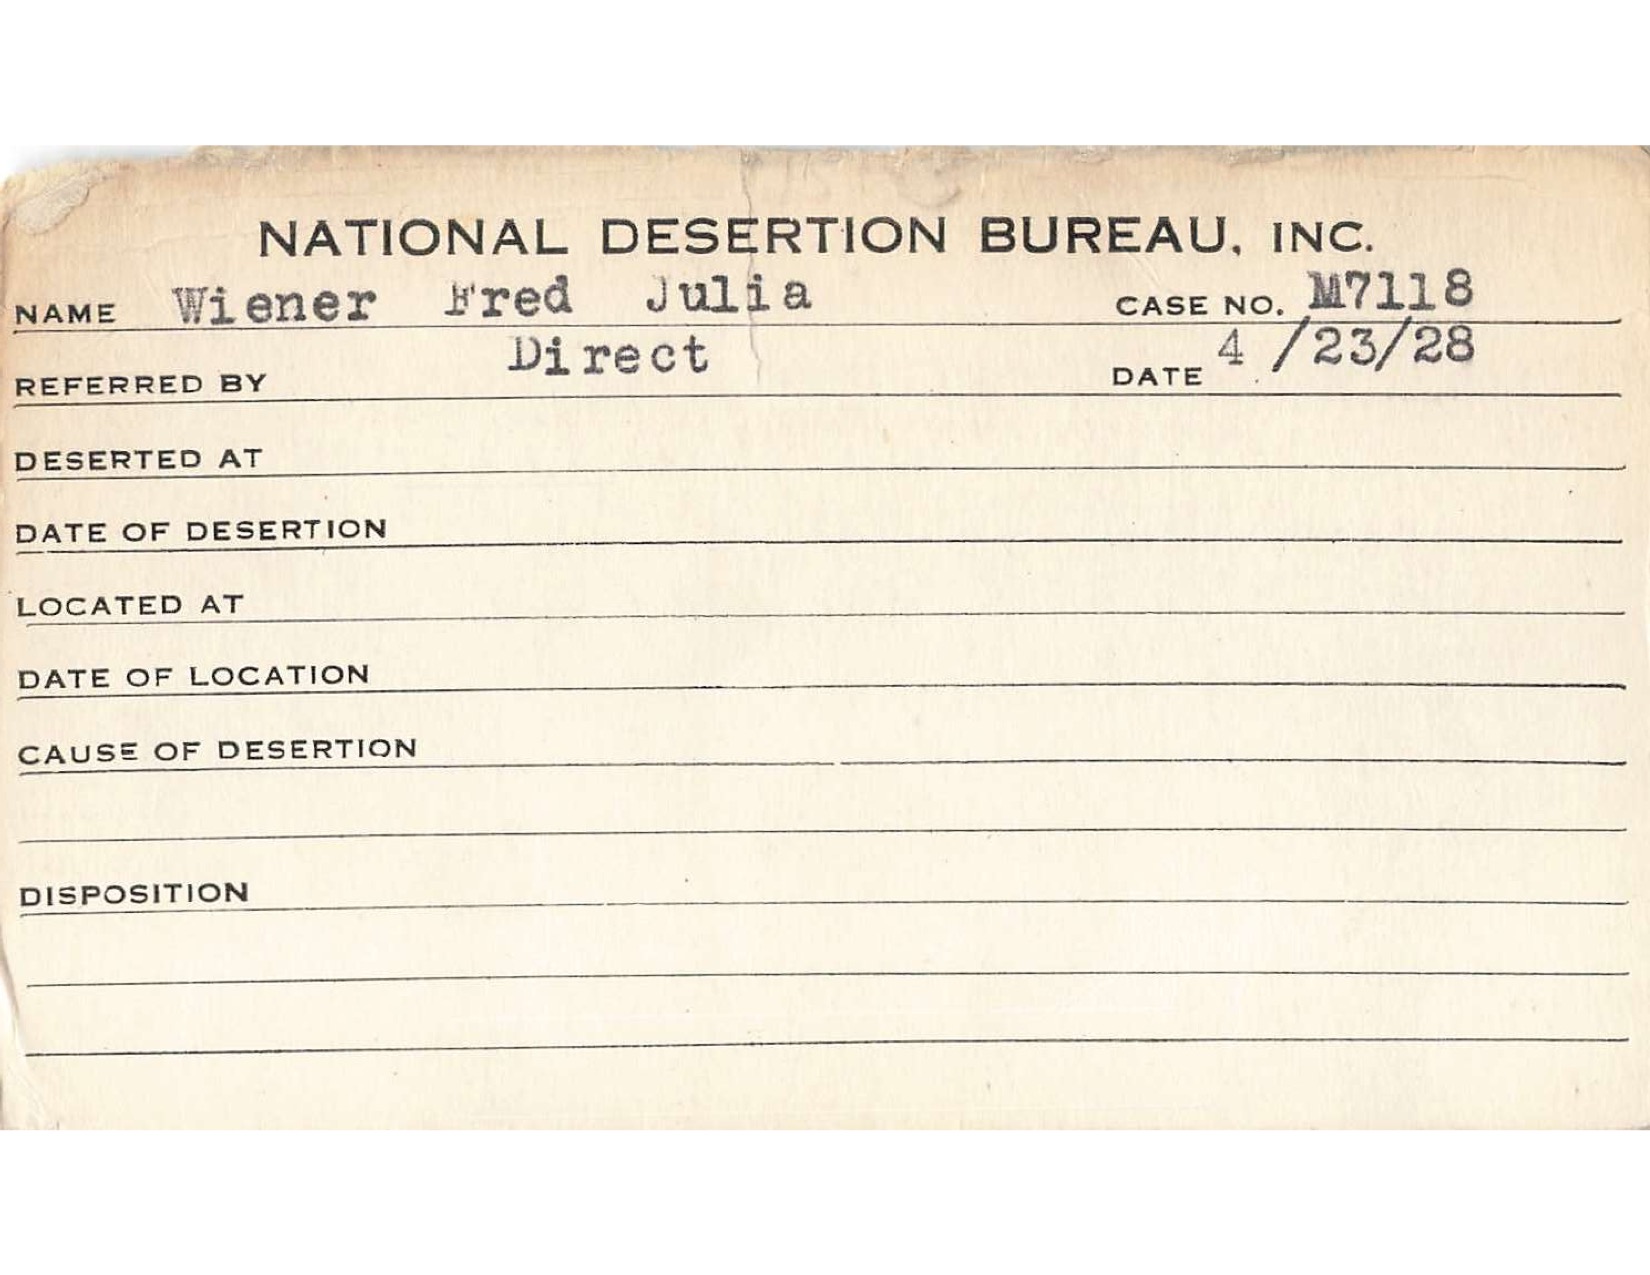 NATIONAL DESERTION BUREAU, INC.
NAME Wiener Fred Julia CASE NO. M7118
REFERRED BY Direct DATE 4 /23/28
DESERTED AT
DATE OF DESERTION
LOCATED AT
DATE OF LOCATION
CAUSE OF DESERTION
DISPOSITION